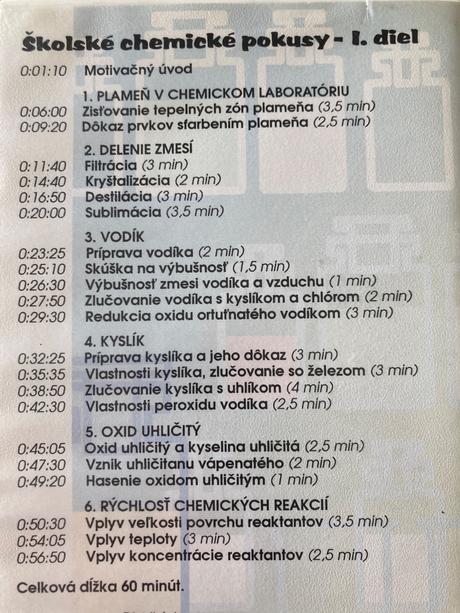 Školské chemické pokusy - I. diel
0:01:10 Motivačný úvod
1. PLAMEŇ V CHEMICKOM LABORATÓRIU
0:06:00 Zisťovanie tepelných zón plameňa (3,5 min)
0:09:20 Dôkaz prvkov sfarbením plameňa (2,5 min)
2. DELENIE ZMESÍ
0:11:40 Filtrácia (3 min)
0:14:40 Kryštalizácia (2 min)
0:16:50 Destilácia (3 min)
0:20:00 Sublimácia (3,5 min)
3. VODÍK
0:23:25 Príprava vodíka (2 min)
0:25:10 Skúška na výbušnosť (1,5 min)
0:26:30 Výbušnosť zmesi vodíka a vzduchu (1 min)
0:27:50 Zlučovanie vodíka s kyslíkom a chlórom (2 min)
0:29:30 Redukcia oxidu ortuťnatého vodíkom (3 min)
4. KYSLÍK
0:32:25 Príprava kyslíka a jeho dôkaz (3 min)
0:35:35 Vlastnosti kyslíka, zlučovanie so železom (3 min)
0:38:50 Zlučovanie kyslíka s uhlíkom (4 min)
0:42:30 Vlastnosti peroxidu vodíka (2,5 min)
5. OXID UHLIČITÝ
0:45:05 Oxid uhličitý a kyselina uhličitá (2,5 min)
0:47:30 Vznik uhličitanu vápenatého (2 min)
0:49:20 Hasenie oxidom uhličitým (1 min)
6. RÝCHLOSŤ CHEMICKÝCH REAKCIÍ
0:50:30 Vplyv veľkosti povrchu reaktantov (3,5 min)
0:54:05 Vplyv teploty (3 min)
0:56:50 Vplyv koncentrácie reaktantov (2,5 min)
Celková dĺžka 60 minút.